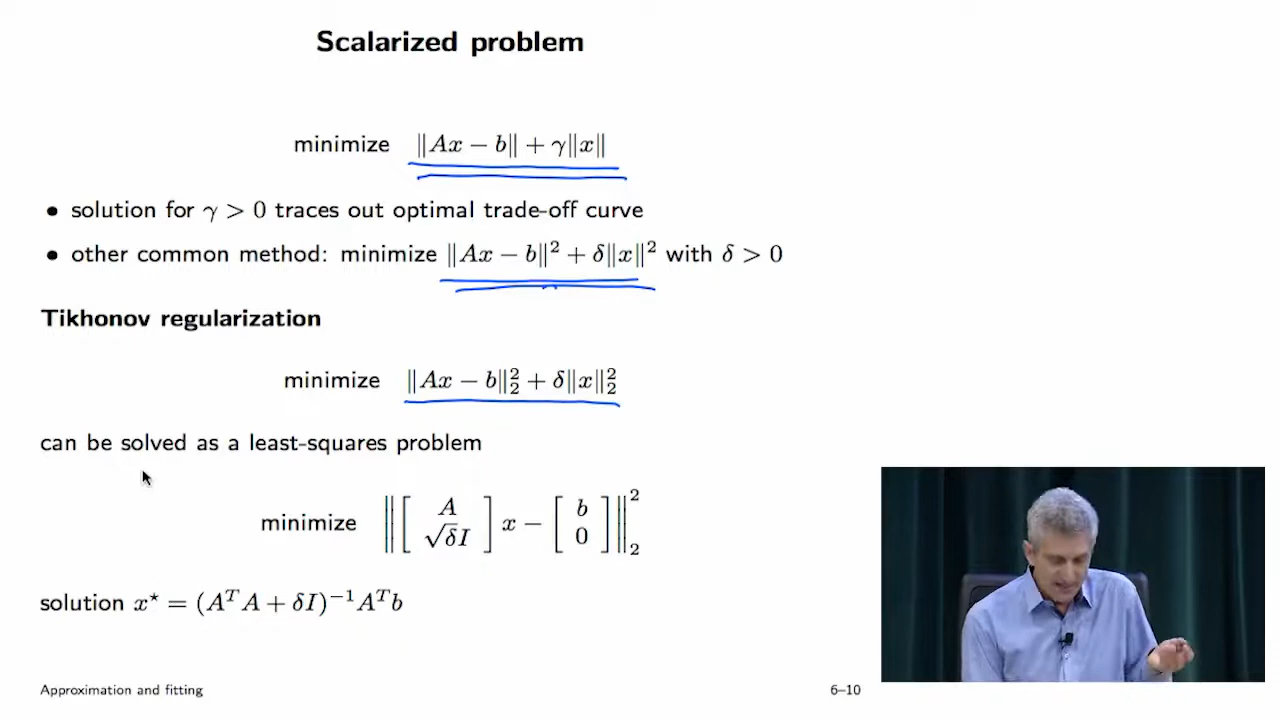 Scalarized problem
minimize ‖Ax − b‖ + γ‖x‖
• solution for γ > 0 traces out optimal trade-off curve
• other common method: minimize ‖Ax − b‖² + δ‖x‖² with δ > 0
Tikhonov regularization
minimize ‖Ax − b‖₂² + δ‖x‖₂²
can be solved as a least-squares problem
minimize ‖[A; √δI] x − [b; 0]‖₂²
solution x⋆ = (AᵀA + δI)⁻¹Aᵀb
Approximation and fitting 6–10